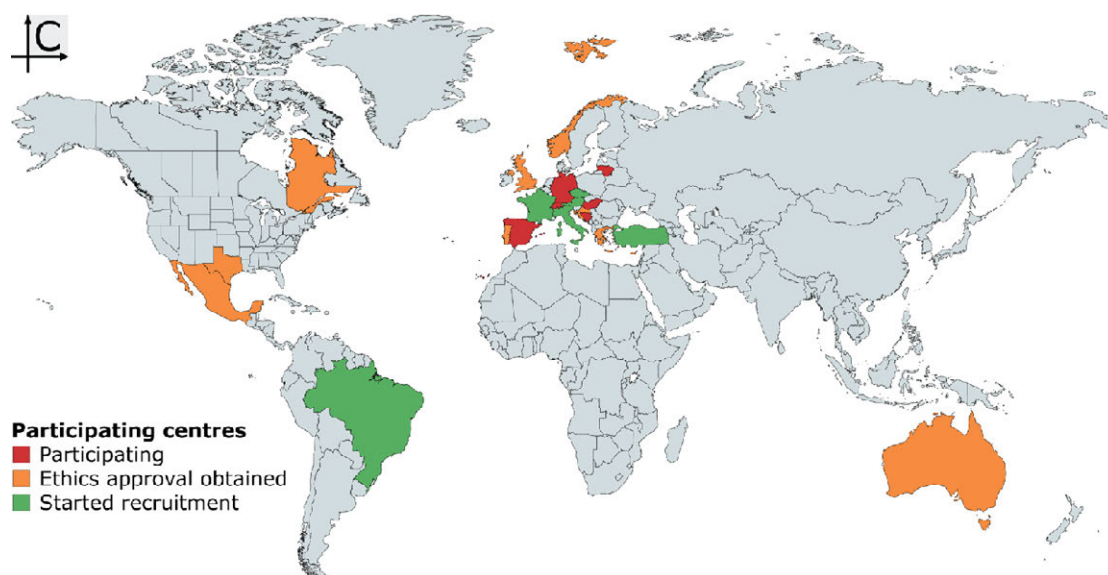 C
Participating centres
Participating
Ethics approval obtained
Started recruitment